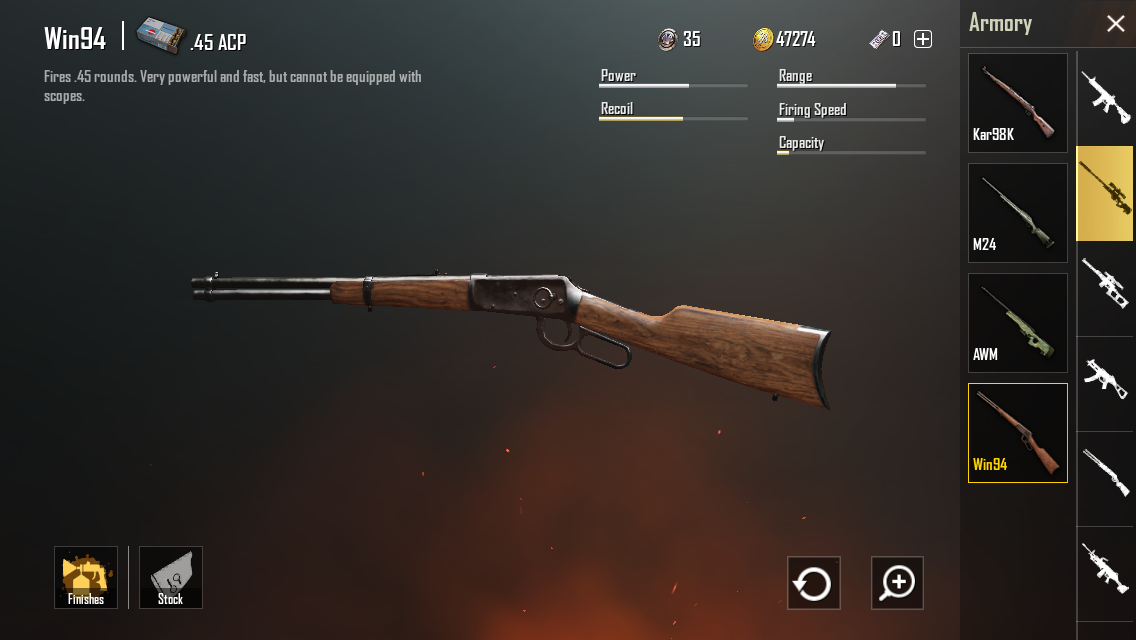 Win94
.45 ACP
35
47274
0
Armory
Fires .45 rounds. Very powerful and fast, but cannot be equipped with
scopes.
Power
Range
Recoil
Firing Speed
Capacity
Kar98K
M24
AWM
Win94
Finishes
Stock